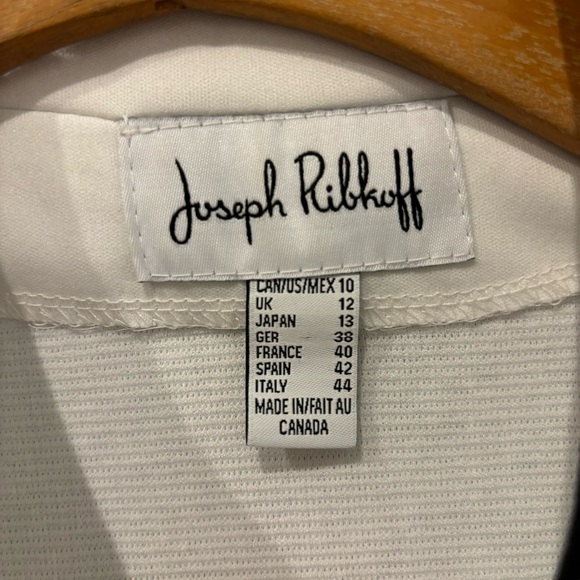 Joseph Ribkoff
CAN/US/MEX 10
UK 12
JAPAN 13
GER 38
FRANCE 40
SPAIN 42
ITALY 44
MADE IN/FAIT AU
CANADA